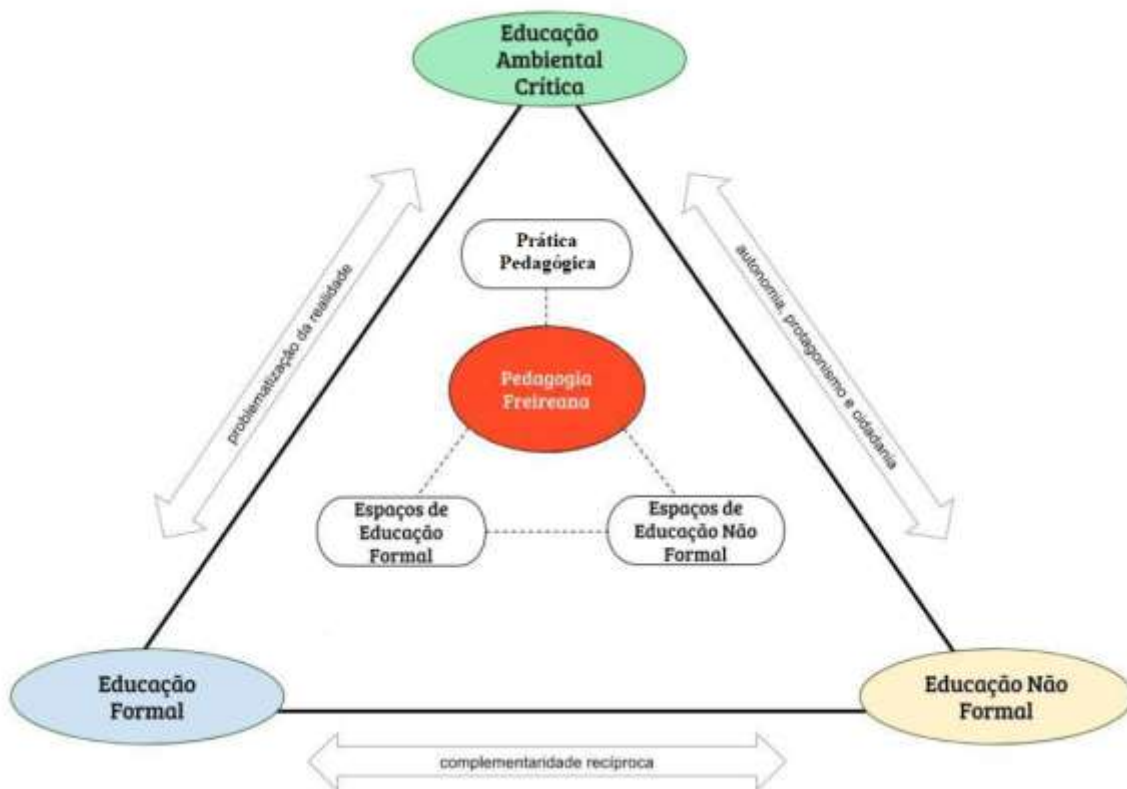 Educação
Ambiental
Crítica
problematização da realidade
autonomia, protagonismo e cidadania
Prática
Pedagógica
Pedagogia
Freireana
Espaços de
Educação
Formal
Espaços de
Educação Não
Formal
Educação
Formal
Educação Não
Formal
complementaridade recíproca